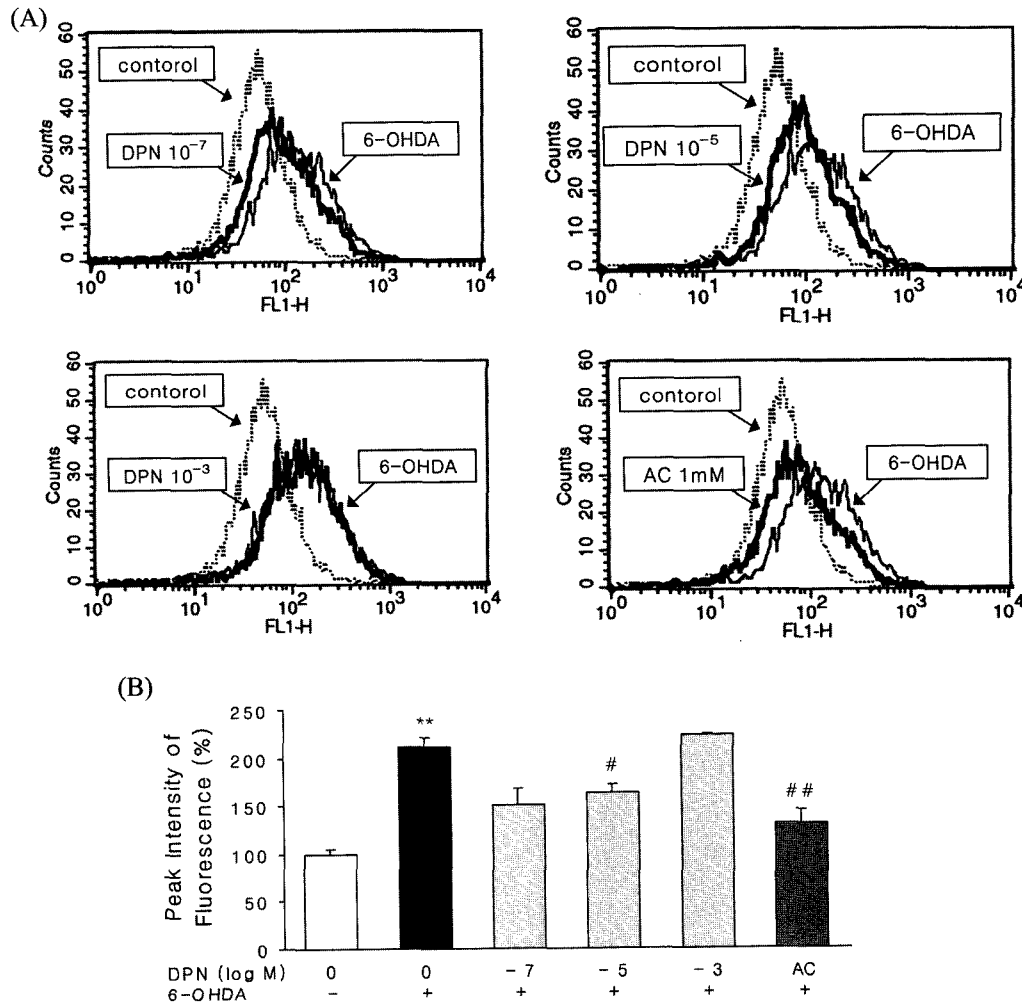 (A)
60
50
40
30
20
10
0
Counts
contorol
DPN 10⁻⁷
6-OHDA
10⁰ 10¹ 10² 10³ 10⁴
FL1-H
60
50
40
30
20
10
0
Counts
contorol
DPN 10⁻⁵
6-OHDA
10⁰ 10¹ 10² 10³ 10⁴
FL1-H
60
50
40
30
20
10
0
Counts
contorol
DPN 10⁻³
6-OHDA
10⁰ 10¹ 10² 10³ 10⁴
FL1-H
60
50
40
30
20
10
0
Counts
contorol
AC 1mM
6-OHDA
10⁰ 10¹ 10² 10³ 10⁴
FL1-H
(B)
Peak Intensity of
Fluorescence (%)
250
200
150
100
50
0
**
#
##
DPN (log M) 0 0 - 7 - 5 - 3 AC
6-OHDA - + + + + +